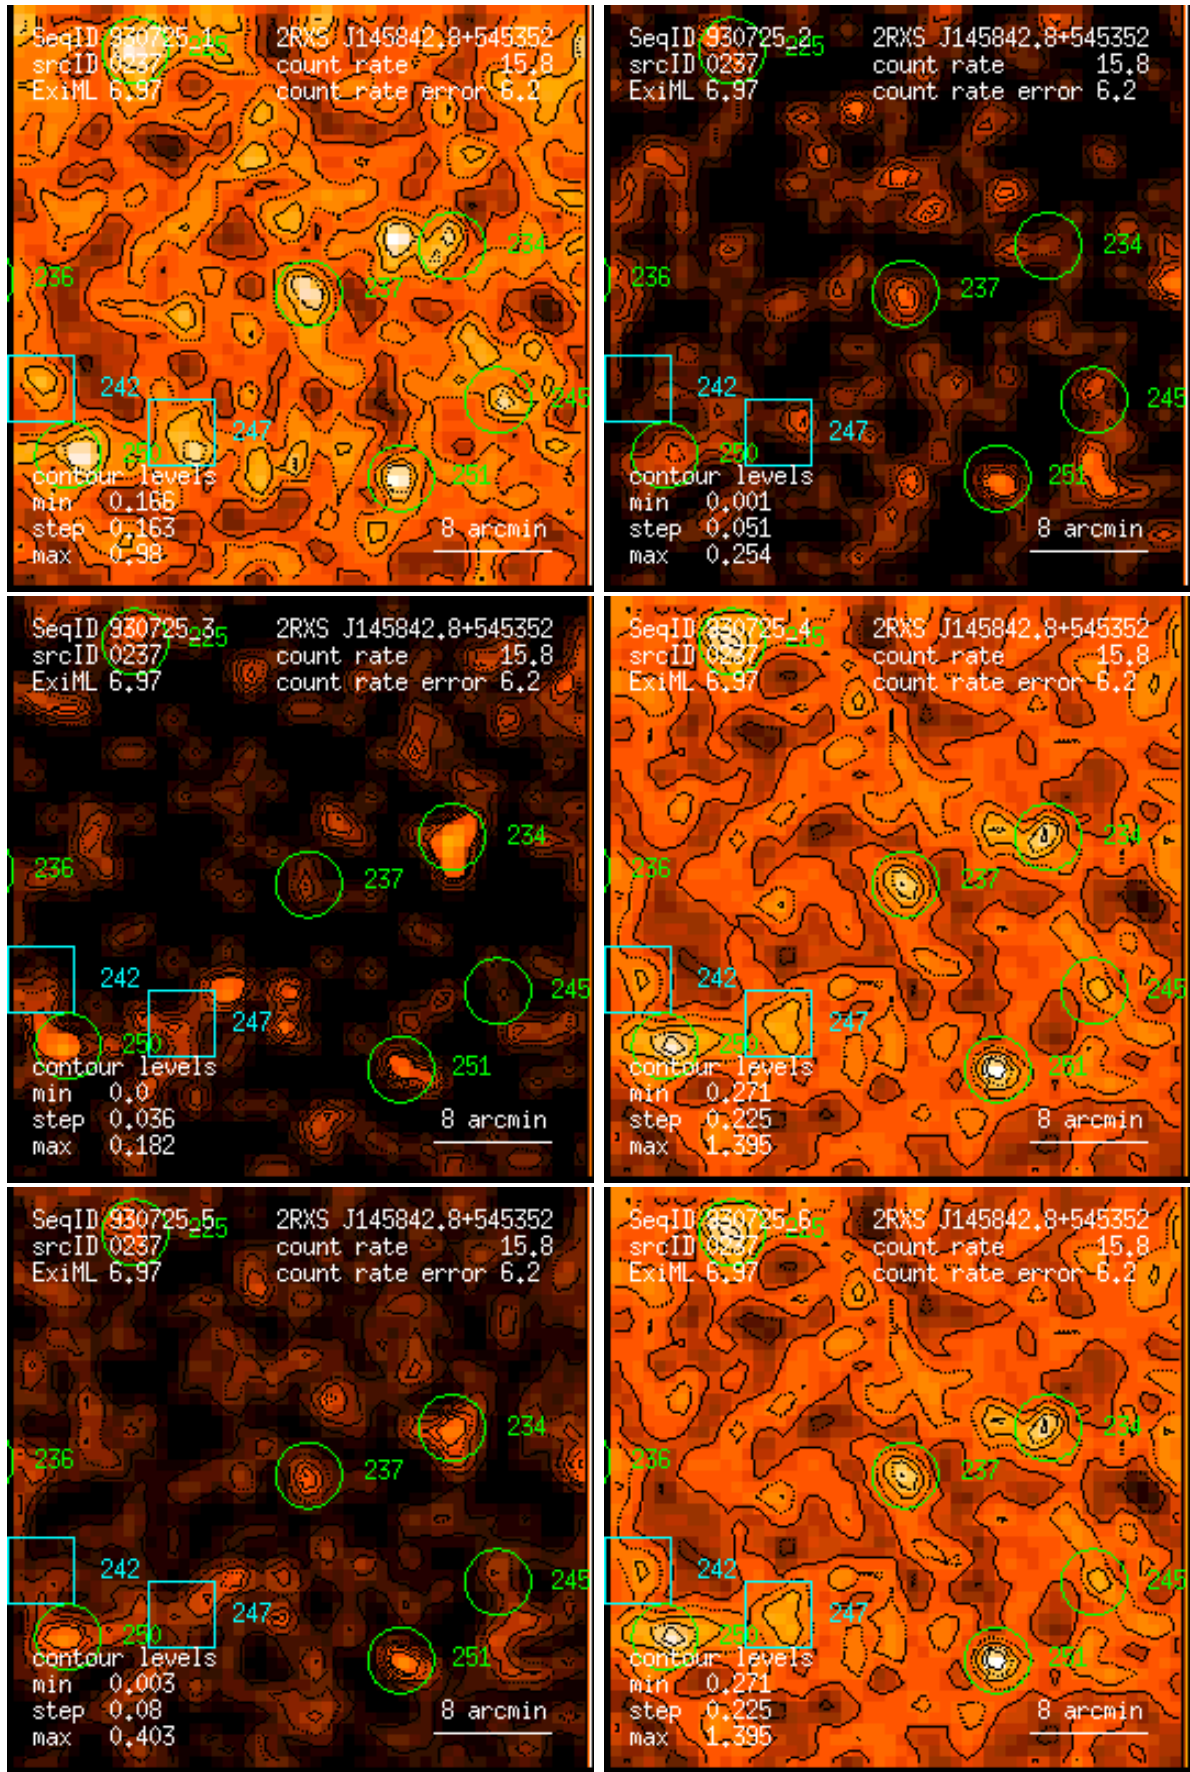 SeqID 930725_1 2RXS J145842.8+545352
225
srcID 0237 count rate 15.8
ExiML 6.97 count rate error 6.2
234
236
237
242
245
247
250
251
contour levels
min 0.166
step 0.163 8 arcmin
max 0.98
SeqID 930725_2 2RXS J145842.8+545352
225
srcID 0237 count rate 15.8
ExiML 6.97 count rate error 6.2
234
236
237
242
245
247
250
251
contour levels
min 0.001
step 0.051 8 arcmin
max 0.254
SeqID 930725_3 2RXS J145842.8+545352
225
srcID 0237 count rate 15.8
ExiML 6.97 count rate error 6.2
234
236
237
242
245
247
250
251
contour levels
min 0.0
step 0.036 8 arcmin
max 0.182
SeqID 930725_4 2RXS J145842.8+545352
225
srcID 0237 count rate 15.8
ExiML 6.97 count rate error 6.2
234
236
237
242
245
247
250
251
contour levels
min 0.271
step 0.225 8 arcmin
max 1.395
SeqID 930725_5 2RXS J145842.8+545352
225
srcID 0237 count rate 15.8
ExiML 6.97 count rate error 6.2
234
236
237
242
245
247
250
251
contour levels
min 0.003
step 0.08 8 arcmin
max 0.403
SeqID 930725_6 2RXS J145842.8+545352
225
srcID 0237 count rate 15.8
ExiML 6.97 count rate error 6.2
234
236
237
242
245
247
250
251
contour levels
min 0.271
step 0.225 8 arcmin
max 1.395